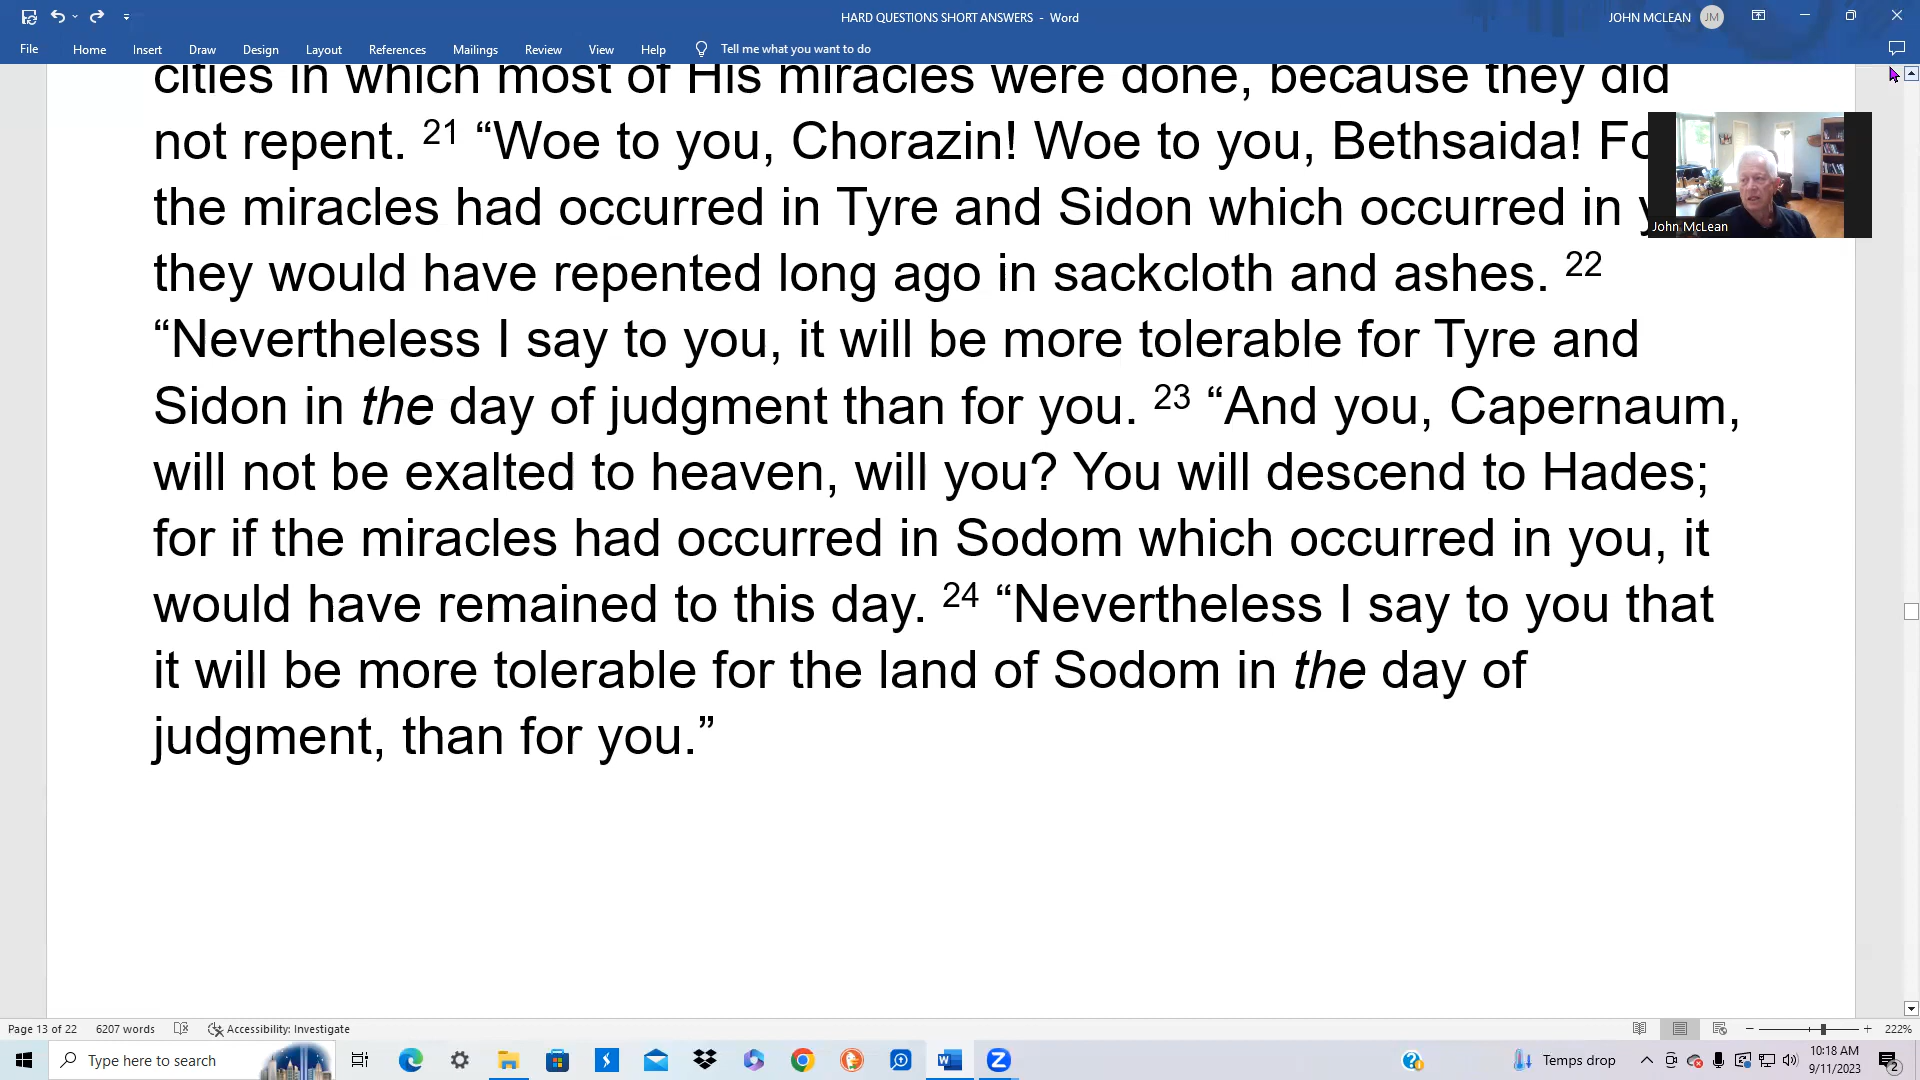 HARD QUESTIONS SHORT ANSWERS - Word
JOHN MCLEAN JM
File Home Insert Draw Design Layout References Mailings Review View Help Tell me what you want to do
cities in which most of His miracles were done, because they did
not repent. 21 “Woe to you, Chorazin! Woe to you, Bethsaida! Fo
the miracles had occurred in Tyre and Sidon which occurred in y
John McLean
they would have repented long ago in sackcloth and ashes. 22
“Nevertheless I say to you, it will be more tolerable for Tyre and
Sidon in the day of judgment than for you. 23 “And you, Capernaum,
will not be exalted to heaven, will you? You will descend to Hades;
for if the miracles had occurred in Sodom which occurred in you, it
would have remained to this day. 24 “Nevertheless I say to you that
it will be more tolerable for the land of Sodom in the day of
judgment, than for you.”
Page 13 of 22 6207 words Accessibility: Investigate 222%
Type here to search
Temps drop
10:18 AM
9/11/2023
2